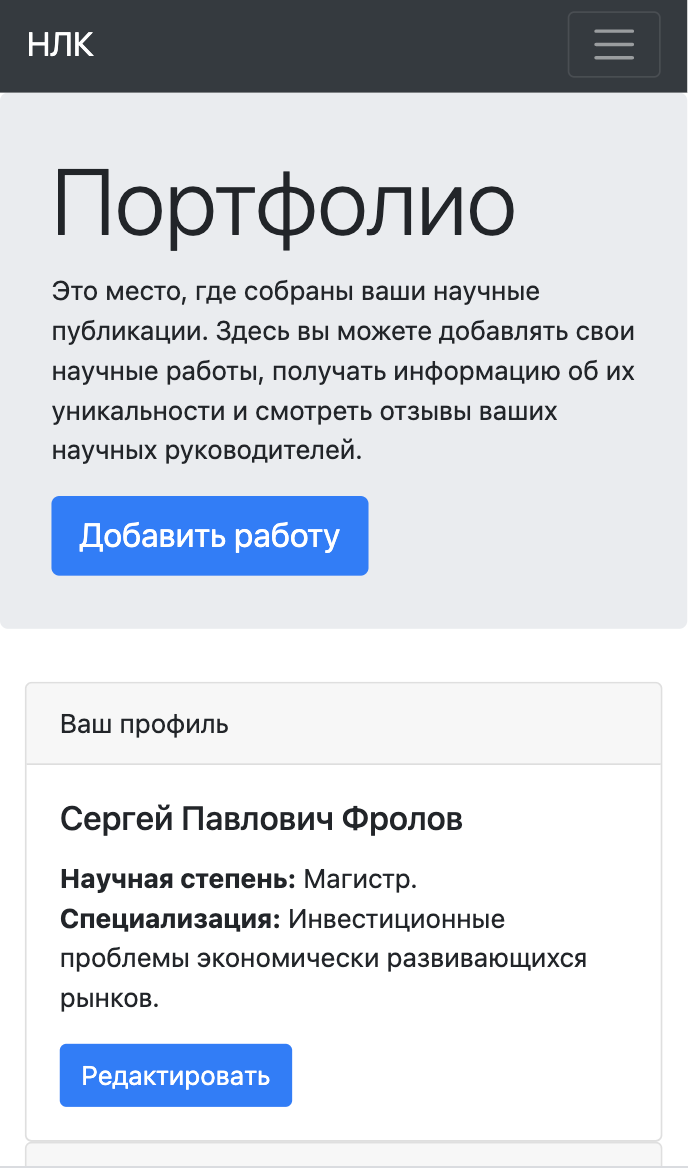 НЛК
Портфолио
Это место, где собраны ваши научные
публикации. Здесь вы можете добавлять свои
научные работы, получать информацию об их
уникальности и смотреть отзывы ваших
научных руководителей.
Добавить работу
Ваш профиль
Сергей Павлович Фролов
Научная степень: Магистр.
Специализация: Инвестиционные
проблемы экономически развивающихся
рынков.
Редактировать